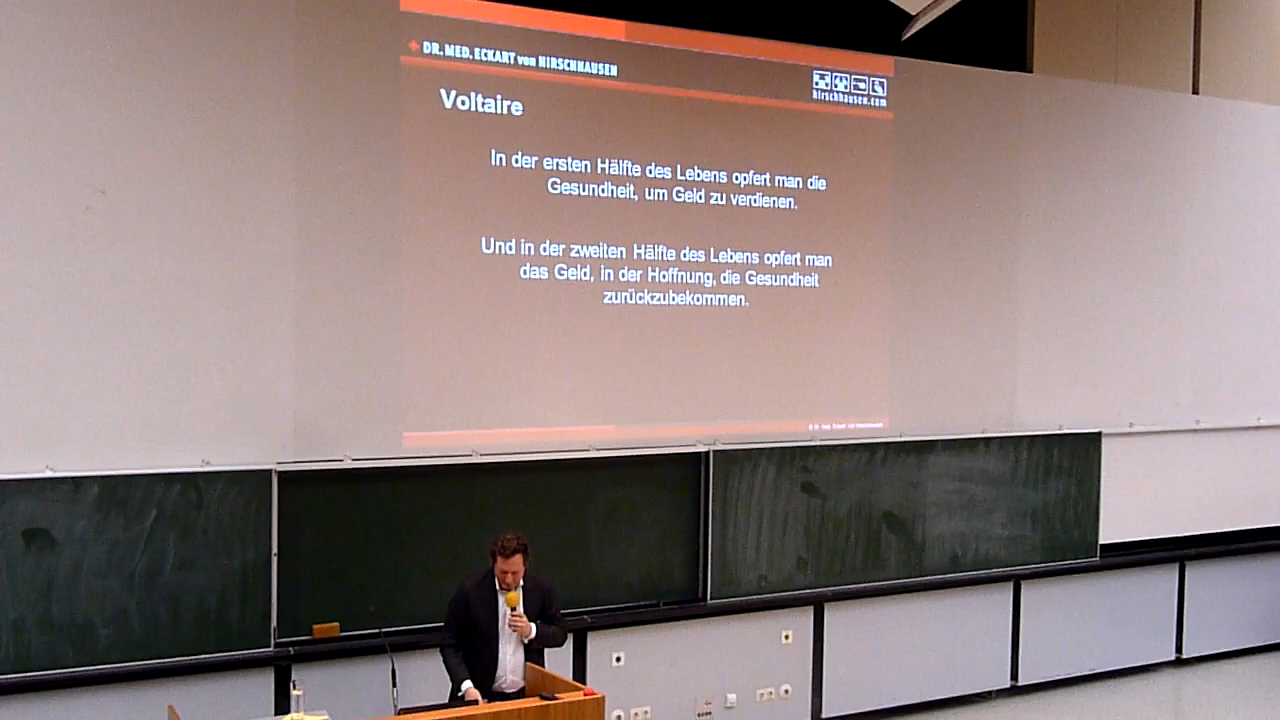 DR. MED. ECKART von HIRSCHHAUSEN
hirschhausen.com
Voltaire
In der ersten Hälfte des Lebens opfert man die
Gesundheit, um Geld zu verdienen.
Und in der zweiten Hälfte des Lebens opfert man
das Geld, in der Hoffnung, die Gesundheit
zurückzubekommen.